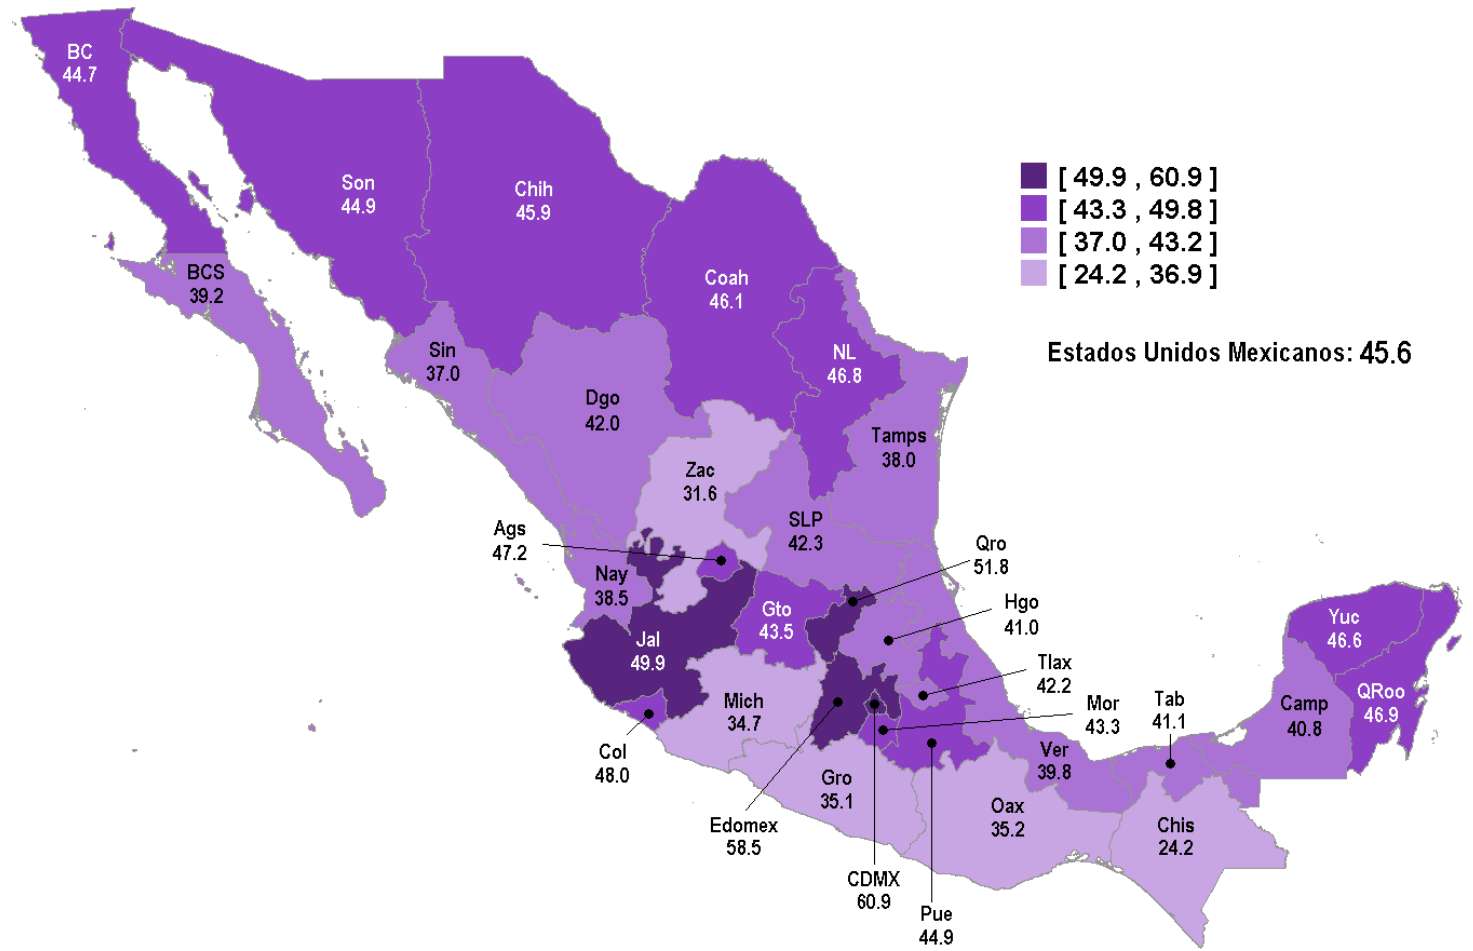 BC
44.7
Son
44.9
Chih
45.9
[ 49.9 , 60.9 ]
[ 43.3 , 49.8 ]
[ 37.0 , 43.2 ]
[ 24.2 , 36.9 ]
BCS
39.2
Coah
46.1
Estados Unidos Mexicanos: 45.6
Sin
37.0
NL
46.8
Dgo
42.0
Tamps
38.0
Zac
31.6
SLP
42.3
Ags
47.2
Qro
51.8
Nay
38.5
Gto
43.5
Hgo
41.0
Yuc
46.6
Jal
49.9
Tlax
42.2
Mich
34.7
Mor
43.3
Tab
41.1
Camp
40.8
QRoo
46.9
Col
48.0
Ver
39.8
Gro
35.1
Oax
35.2
Edomex
58.5
Chis
24.2
CDMX
60.9
Pue
44.9